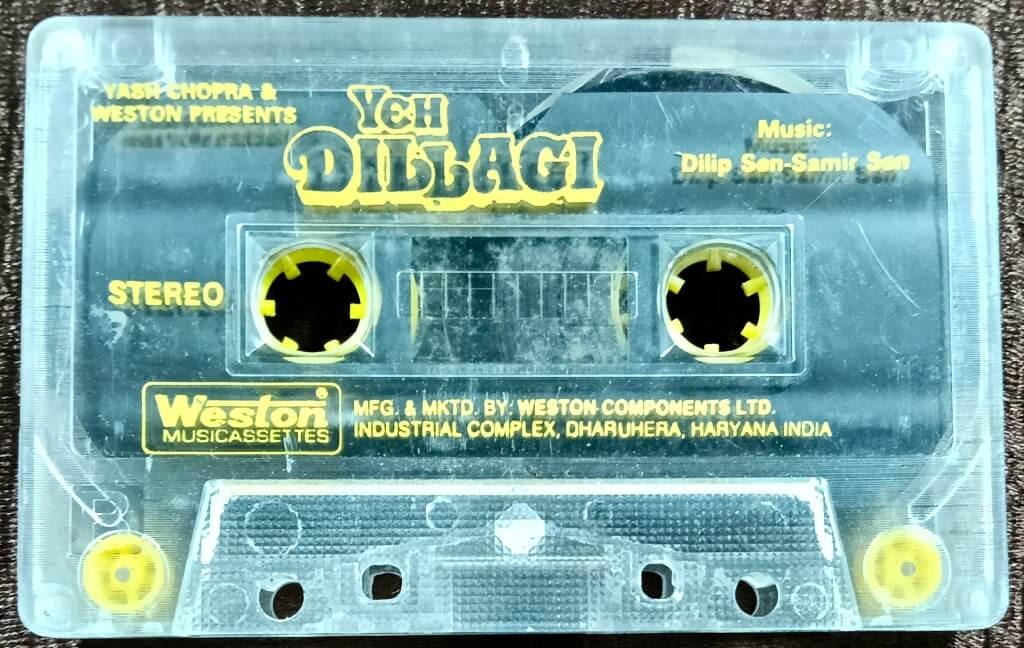 YASH CHOPRA &
WESTON PRESENTS
YEH
DILLAGI
Music:
Dilip Sen-Samir Sen
STEREO
Weston®
MUSICASSETTES
MFG. & MKTD. BY: WESTON COMPONENTS LTD.
INDUSTRIAL COMPLEX, DHARUHERA, HARYANA INDIA